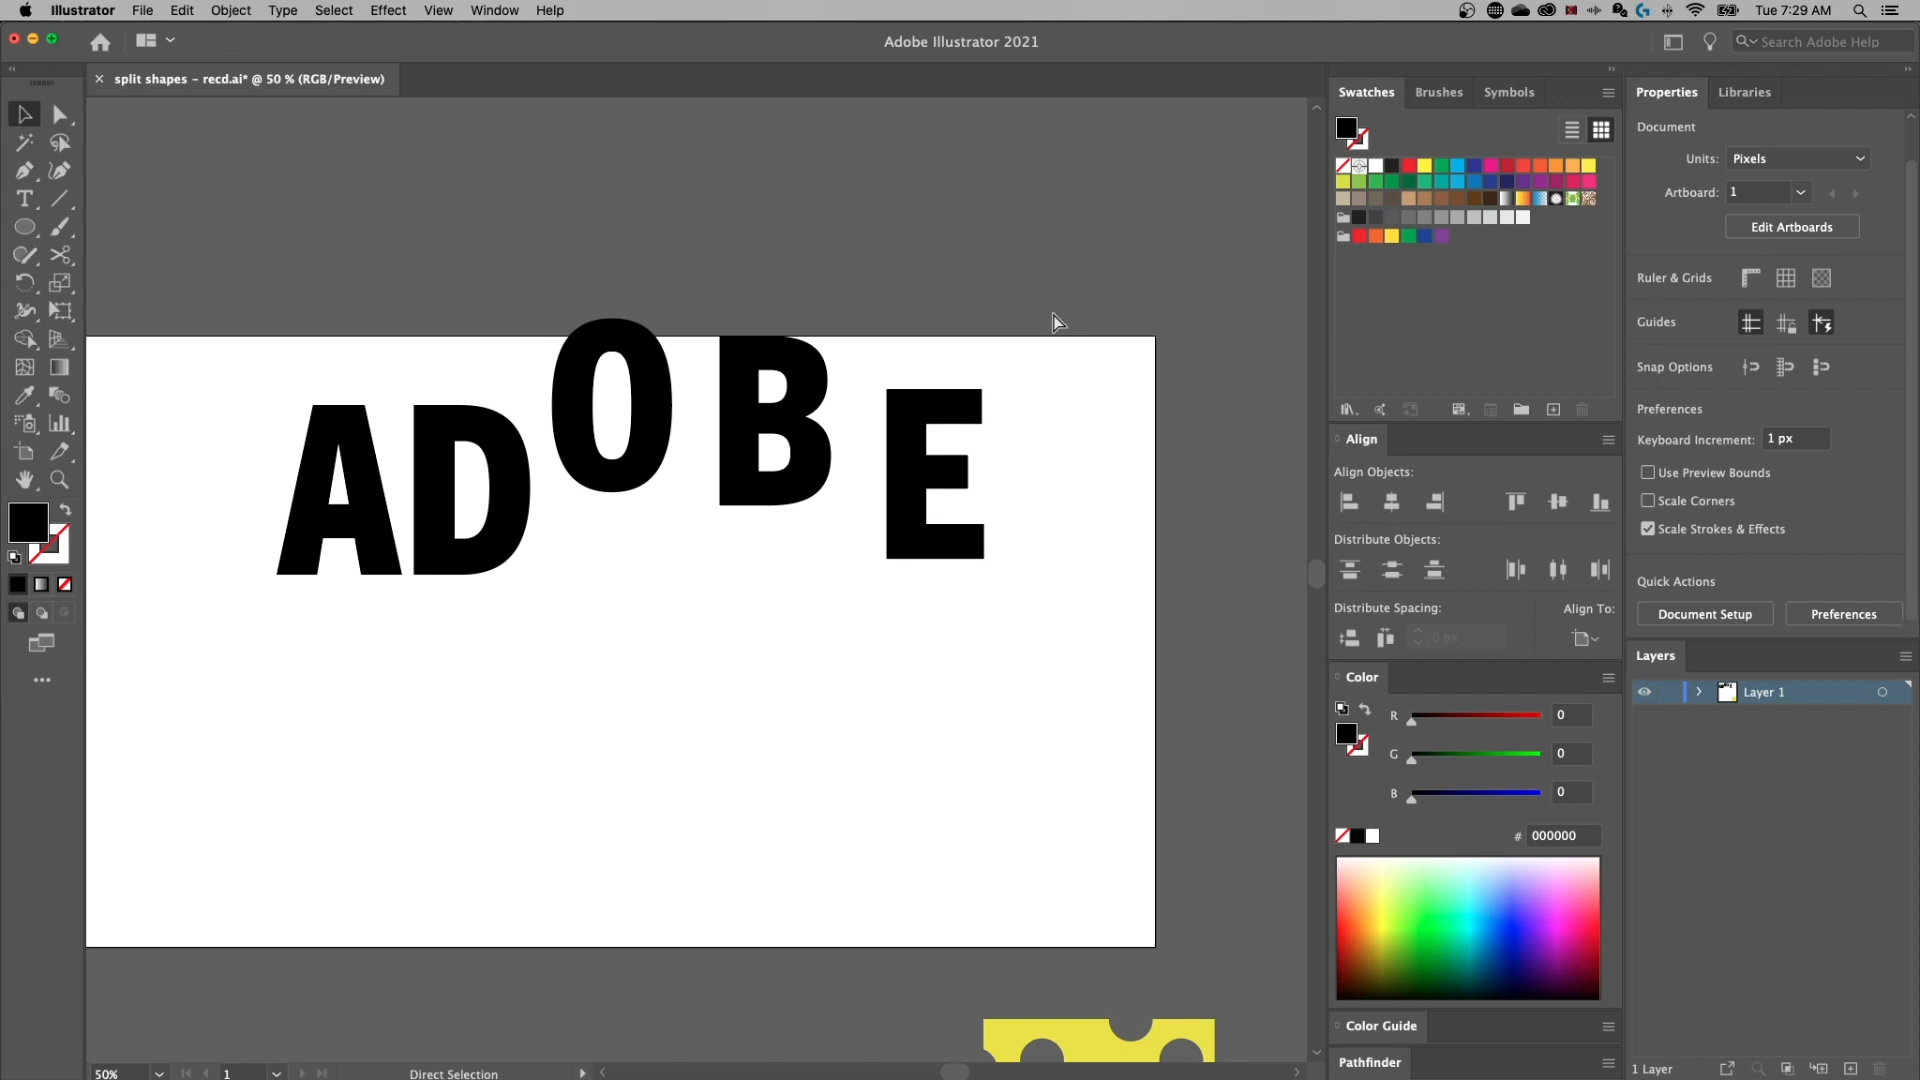 Illustrator File Edit Object Type Select Effect View Window Help
Tue 7:29 AM
Adobe Illustrator 2021
Search Adobe Help
split shapes - recd.ai* @ 50 % (RGB/Preview)
ADOBE
Swatches Brushes Symbols
Align
Align Objects:
Distribute Objects:
Distribute Spacing: Align To:
0 px
Color
R 0
G 0
B 0
# 000000
Color Guide
Pathfinder
Properties Libraries
Document
Units: Pixels
Artboard: 1
Edit Artboards
Ruler & Grids
Guides
Snap Options
Preferences
Keyboard Increment: 1 px
Use Preview Bounds
Scale Corners
Scale Strokes & Effects
Quick Actions
Document Setup Preferences
Layers
Layer 1
1 Layer
50% 1 Direct Selection